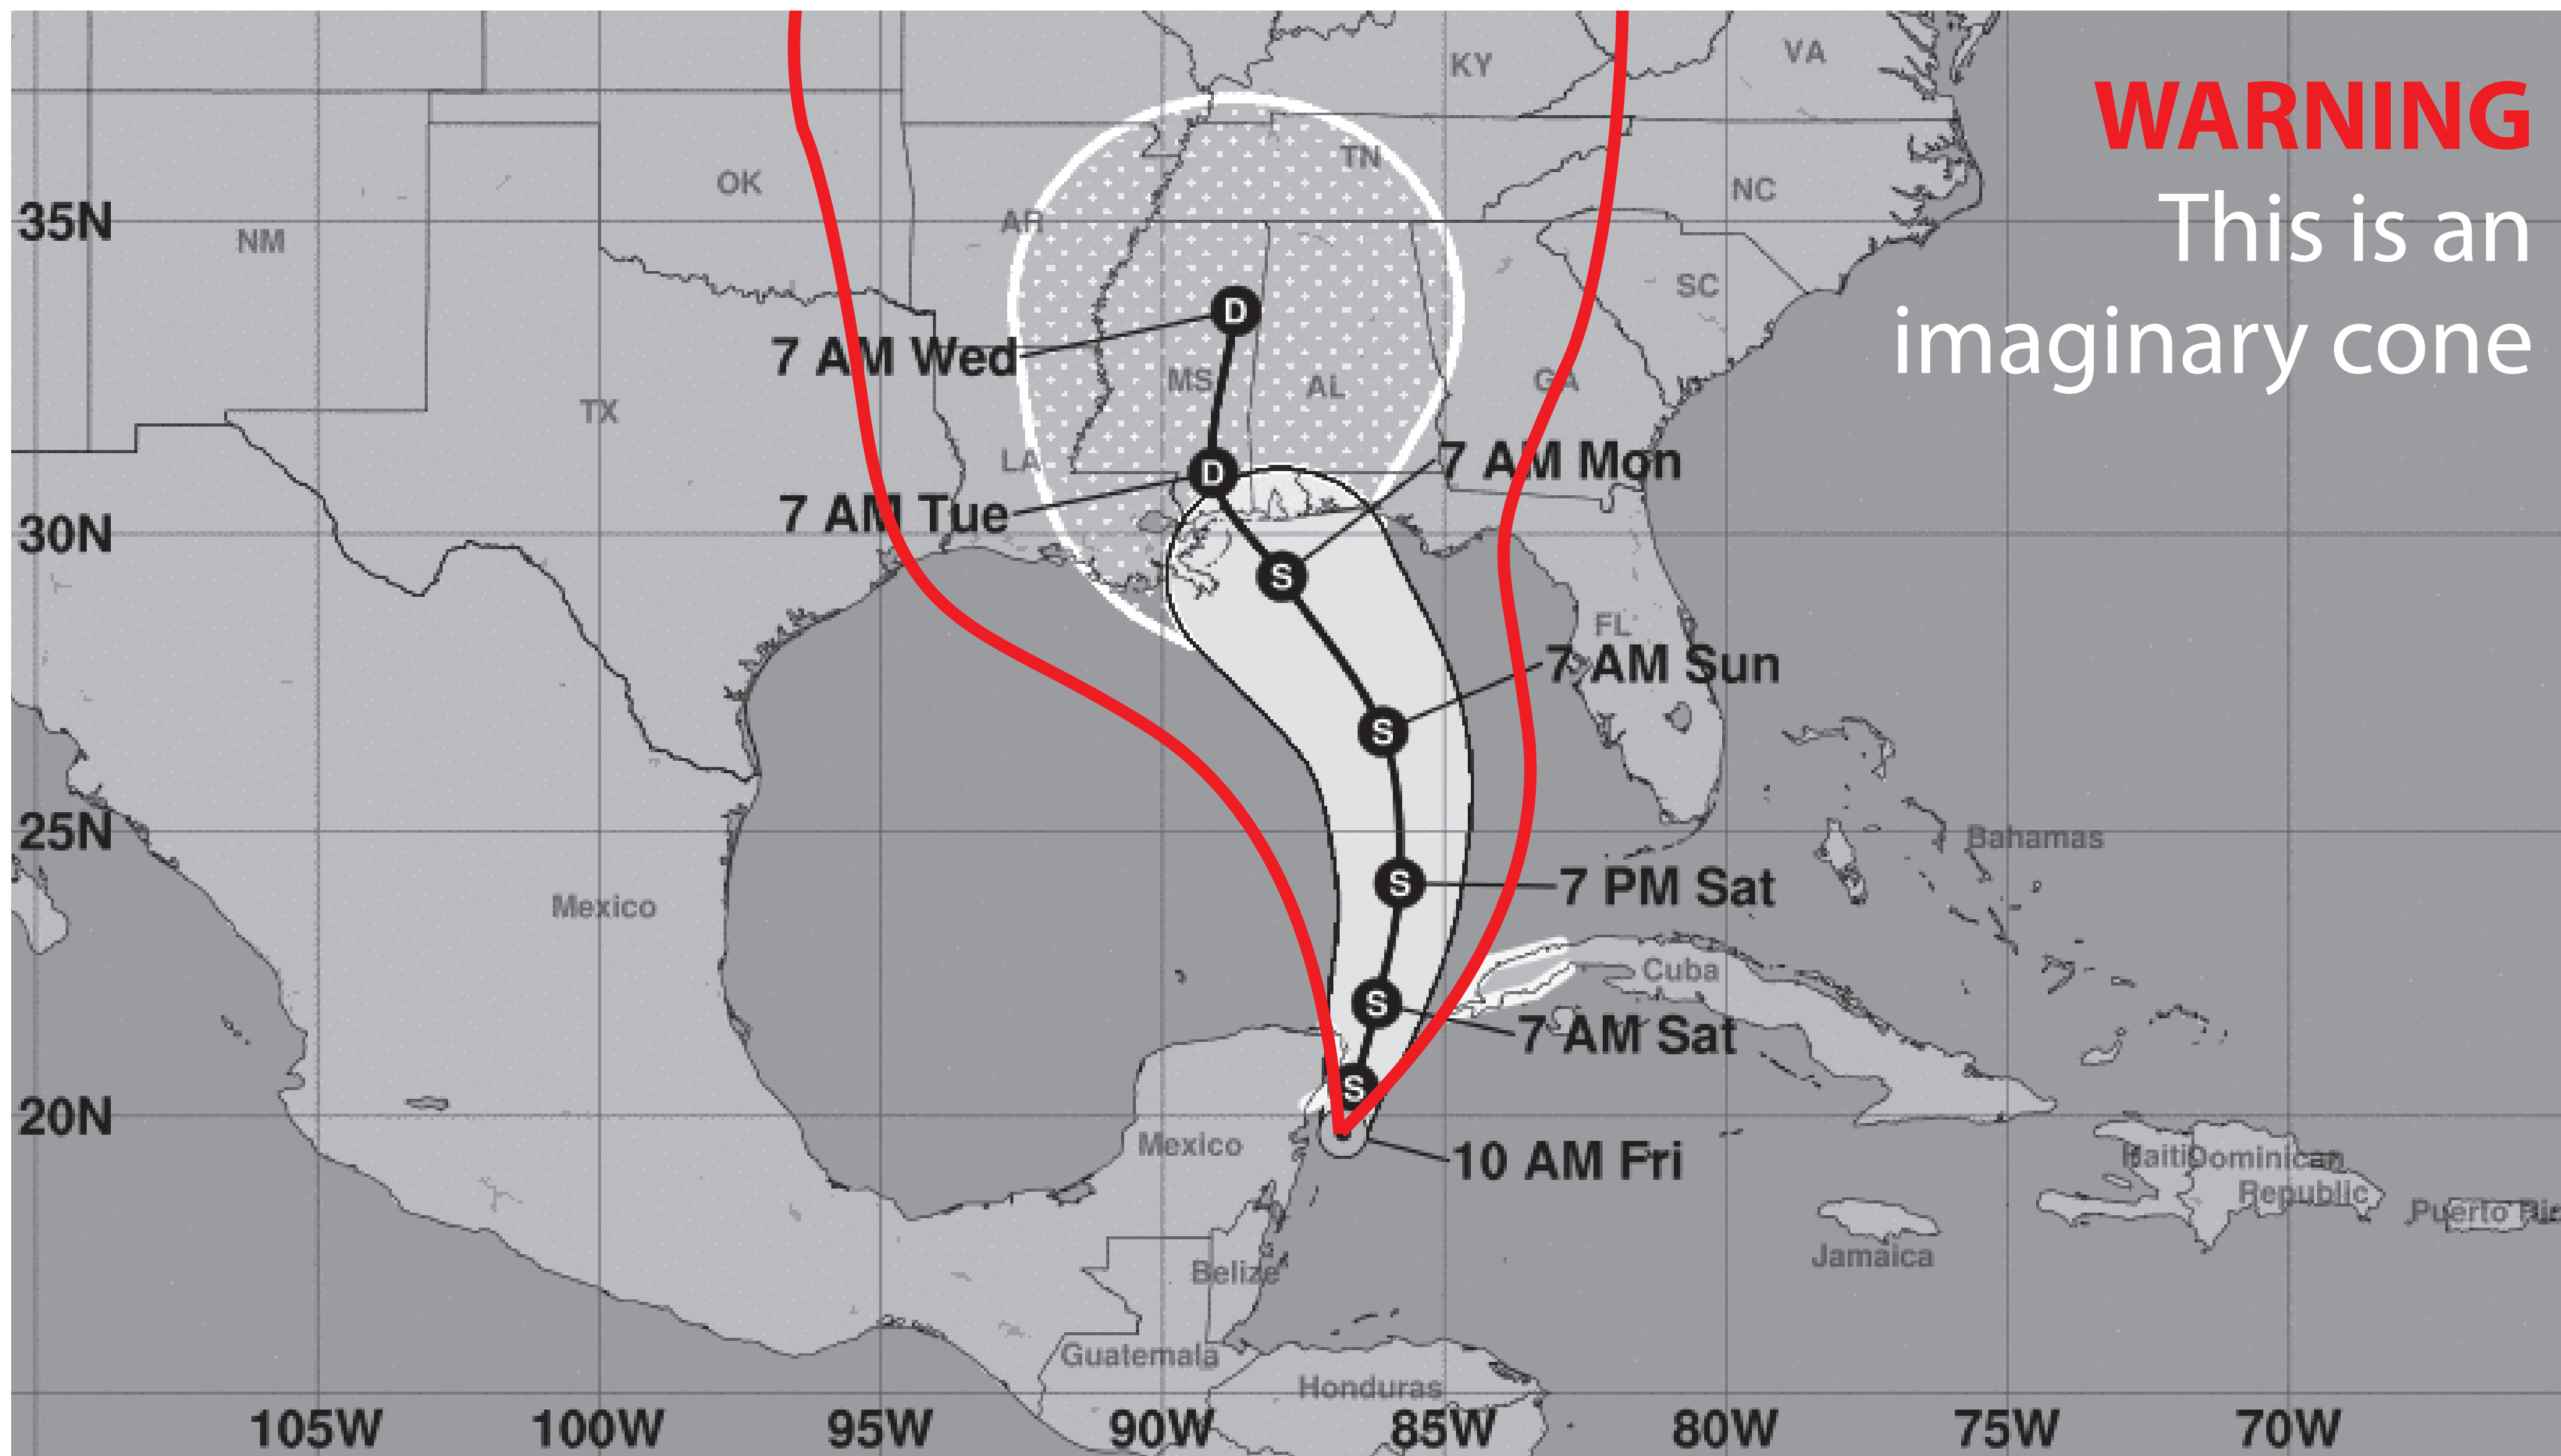 WARNING
This is an
imaginary cone
KY
VA
OK
TN
NC
35N
AR
NM
SC
D
7 AM Wed
MS
AL
GA
TX
LA
7 AM Mon
D
7 AM Tue
30N
S
FL
7 AM Sun
S
25N
Bahamas
S
7 PM Sat
Mexico
Cuba
S
7 AM Sat
S
20N
Mexico
10 AM Fri
Haiti
Dominican
Republic
Puerto Ric
Jamaica
Belize
Guatemala
Honduras
105W
100W
95W
90W
85W
80W
75W
70W